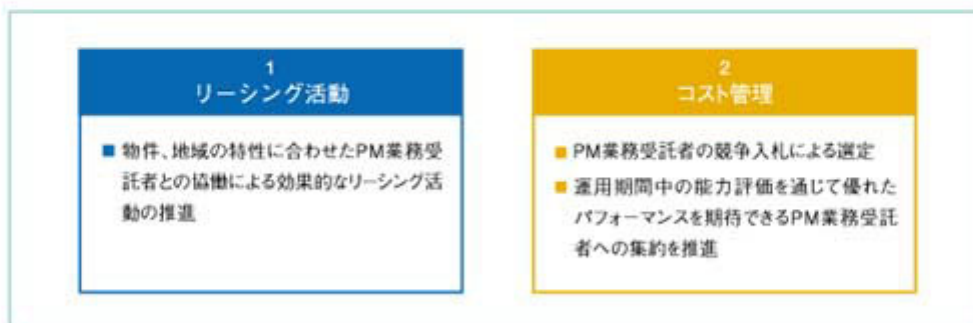 1
リーシング活動
■ 物件、地域の特性に合わせたPM業務受
託者との協働による効果的なリーシング活
動の推進
2
コスト管理
■ PM業務受託者の競争入札による選定
■ 運用期間中の能力評価を通じて優れた
パフォーマンスを期待できるPM業務受託
者への集約を推進